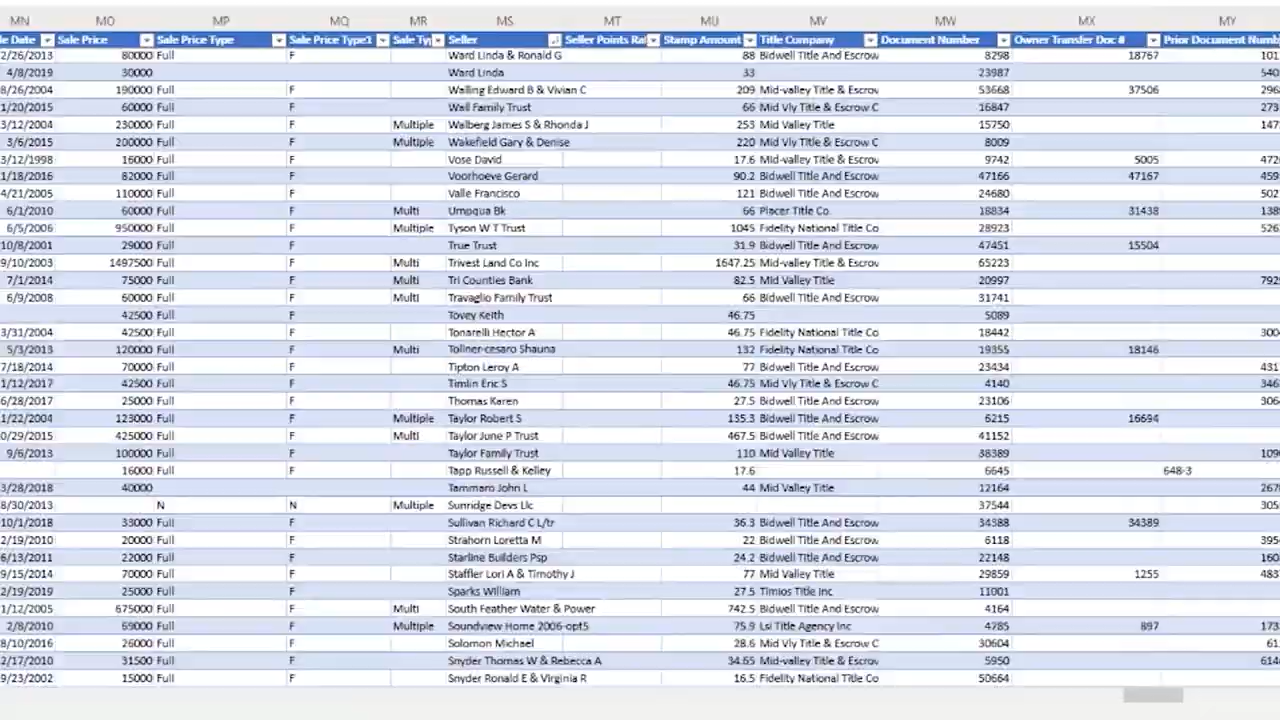 MN MO MP MQ MR MS MT MU MV MW MX MY
le Date Sale Price Sale Price Type Sale Price Type1 Sale Ty Seller Seller Points Rat Stamp Amount Title Company Document Number Owner Transfer Doc # Prior Document Numb
2/26/2013 80000 Full F Ward Linda & Ronald G 88 Bidwell Title And Escrow 8298 18767 101
4/8/2019 30000 Ward Linda 33 23987 540
8/26/2004 190000 Full F Walling Edward B & Vivian C 209 Mid-valley Title & Escrow 53668 37506 296
1/20/2015 60000 Full F Wall Family Trust 66 Mid Vly Title & Escrow C 16847 273
3/12/2004 230000 Full F Multiple Walberg James S & Rhonda J 253 Mid Valley Title 15750 147
3/6/2015 200000 Full F Multiple Wakefield Gary & Denise 220 Mid Vly Title & Escrow C 8009
3/12/1998 16000 Full F Vose David 17.6 Mid-valley Title & Escrow 9742 5005 472
1/18/2016 82000 Full F Voorhoeve Gerard 90.2 Bidwell Title And Escrow 47166 47167 459
4/21/2005 110000 Full F Valle Francisco 121 Bidwell Title And Escrow 24680 502
6/1/2010 60000 Full F Multi Umpqua Bk 66 Placer Title Co 18834 31438 138
6/5/2006 950000 Full F Multiple Tyson W T Trust 1045 Fidelity National Title Co 28923 526
10/8/2001 29000 Full F True Trust 31.9 Bidwell Title And Escrow 47451 15504
9/10/2003 1497500 Full F Multi Trivest Land Co Inc 1647.25 Mid-valley Title & Escrow 65223
7/1/2014 75000 Full F Multi Tri Counties Bank 82.5 Mid Valley Title 20997 792
6/9/2008 60000 Full F Multi Travaglio Family Trust 66 Bidwell Title And Escrow 31741
42500 Full F Tovey Keith 46.75 5089
3/31/2004 42500 Full F Tonarelli Hector A 46.75 Fidelity National Title Co 18442 300
5/3/2013 120000 Full F Multi Tollner-cesaro Shauna 132 Fidelity National Title Co 19355 18146
7/18/2014 70000 Full F Tipton Leroy A 77 Bidwell Title And Escrow 23434 431
1/12/2017 42500 Full F Timlin Eric S 46.75 Mid Vly Title & Escrow C 4140 346
6/28/2017 25000 Full F Thomas Karen 27.5 Bidwell Title And Escrow 23106 306
1/22/2004 123000 Full F Multiple Taylor Robert S 135.3 Bidwell Title And Escrow 6215 16694
0/29/2015 425000 Full F Multi Taylor June P Trust 467.5 Bidwell Title And Escrow 41152
9/6/2013 100000 Full F Taylor Family Trust 110 Mid Valley Title 38389 109
16000 Full F Tapp Russell & Kelley 17.6 6645 648-3
3/28/2018 40000 Tammaro John L 44 Mid Valley Title 12164 267
8/30/2013 N N Multiple Sunridge Devs Llc 37544 305
10/1/2018 33000 Full F Sullivan Richard C L/tr 36.3 Bidwell Title And Escrow 34388 34389
2/19/2010 20000 Full F Strahorn Loretta M 22 Bidwell Title And Escrow 6118 395
6/13/2011 22000 Full F Starline Builders Psp 24.2 Bidwell Title And Escrow 22148 160
9/15/2014 70000 Full F Staffler Lori A & Timothy J 77 Mid Valley Title 29859 1255 483
2/19/2019 25000 Full F Sparks William 27.5 Timios Title Inc 11001
1/12/2005 675000 Full F Multi South Feather Water & Power 742.5 Bidwell Title And Escrow 4164
2/8/2010 69000 Full F Multiple Soundview Home 2006-opt5 75.9 Lsi Title Agency Inc 4785 897 173
8/10/2016 26000 Full F Solomon Michael 28.6 Mid Vly Title & Escrow C 30604 61
2/17/2010 31500 Full F Snyder Thomas W & Rebecca A 34.65 Mid-valley Title & Escrow 5950 614
9/23/2002 15000 Full F Snyder Ronald E & Virginia R 16.5 Fidelity National Title Co 50664